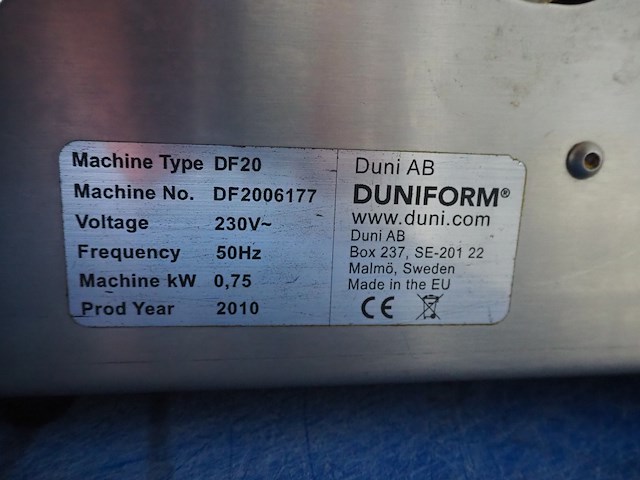 Machine Type DF20
Machine No. DF2006177
Voltage 230V~
Frequency 50Hz
Machine kW 0,75
Prod Year 2010
Duni AB
DUNIFORM®
www.duni.com
Duni AB
Box 237, SE-201 22
Malmö, Sweden
Made in the EU
CE